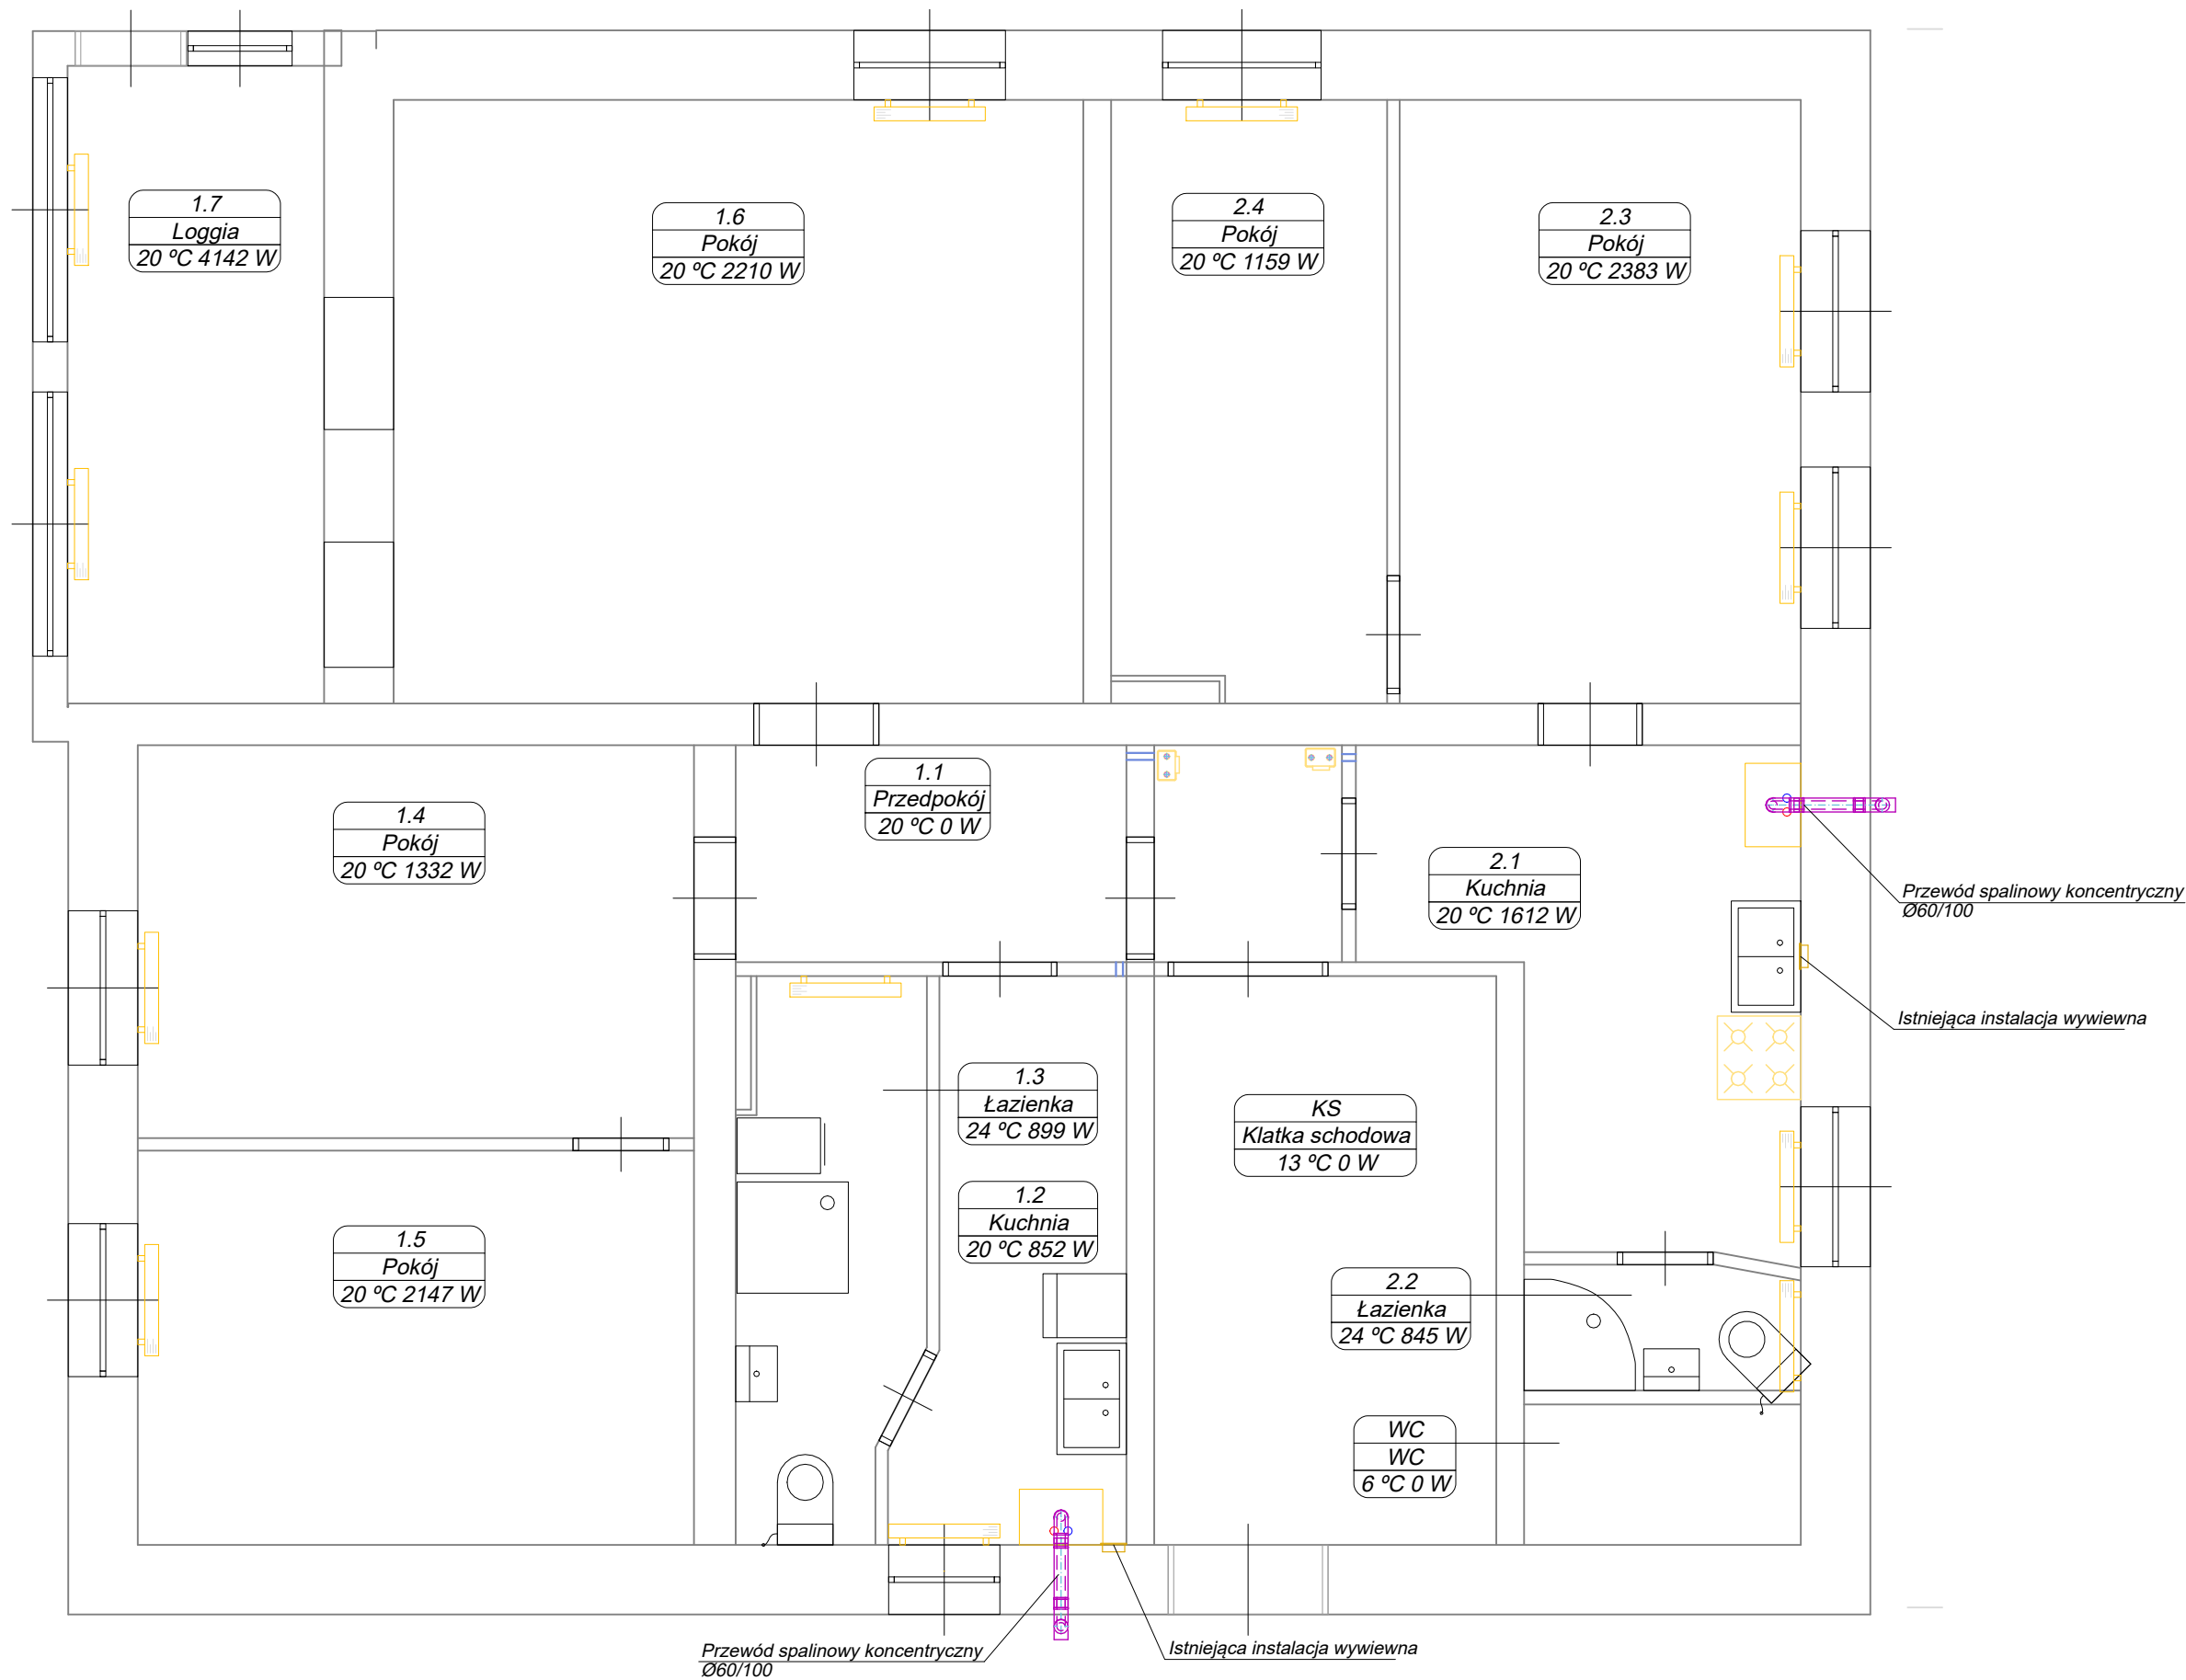 1.7
Loggia
20 ºC 4142 W
1.6
Pokój
20 ºC 2210 W
2.4
Pokój
20 ºC 1159 W
2.3
Pokój
20 ºC 2383 W
1.4
Pokój
20 ºC 1332 W
1.1
Przedpokój
20 ºC 0 W
2.1
Kuchnia
20 ºC 1612 W
Przewód spalinowy koncentryczny
Ø60/100
Istniejąca instalacja wywiewna
1.3
Łazienka
24 ºC 899 W
KS
Klatka schodowa
13 ºC 0 W
1.2
Kuchnia
20 ºC 852 W
1.5
Pokój
20 ºC 2147 W
2.2
Łazienka
24 ºC 845 W
WC
WC
6 ºC 0 W
Przewód spalinowy koncentryczny
Ø60/100
Istniejąca instalacja wywiewna